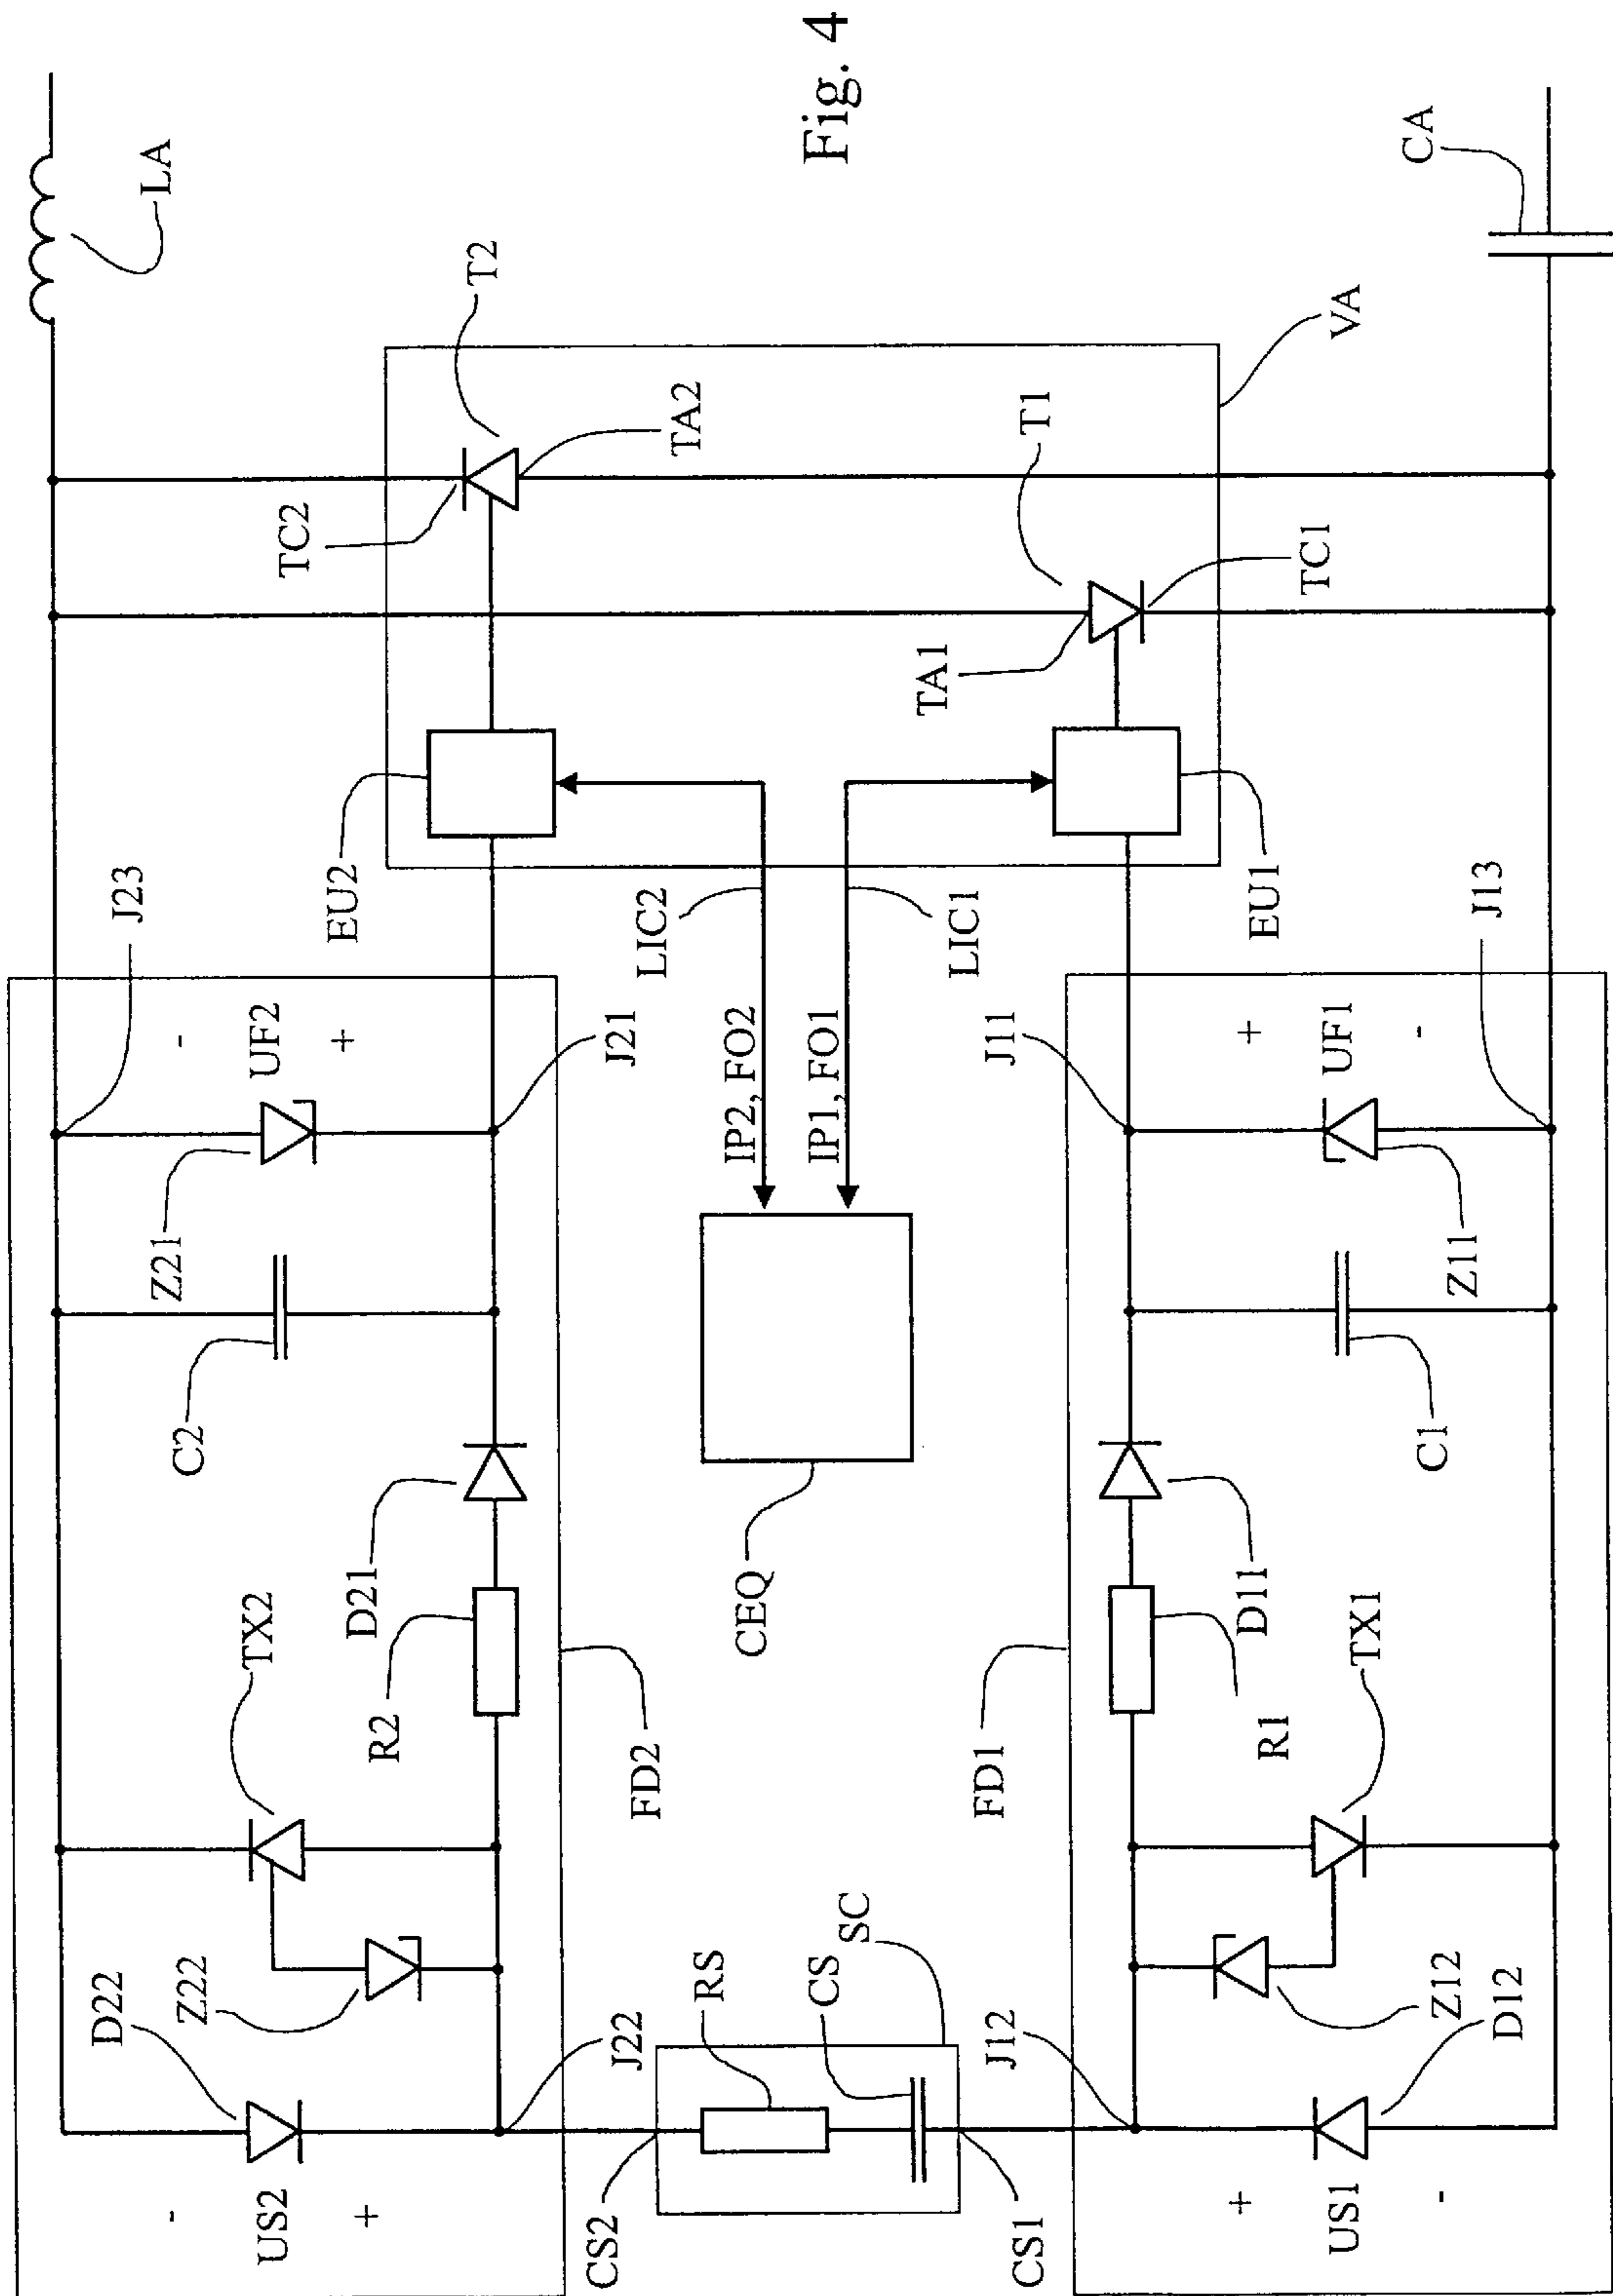 Fig. 4
LA
CA
T2
VA
TA2
TC2
T1
TC1
TA1
EU2
EU1
J23
J13
LIC2
LIC1
-
UF2
+
J21
IP2, FO2
IP1, FO1
J11
+
UF1
-
Z21
Z11
C2
C1
CEQ
D21
D11
TX2
TX1
R2
R1
FD2
FD1
D22
Z22
RS
CS
SC
Z12
D12
J22
J12
-
US2
+
CS2
CS1
+
US1
-